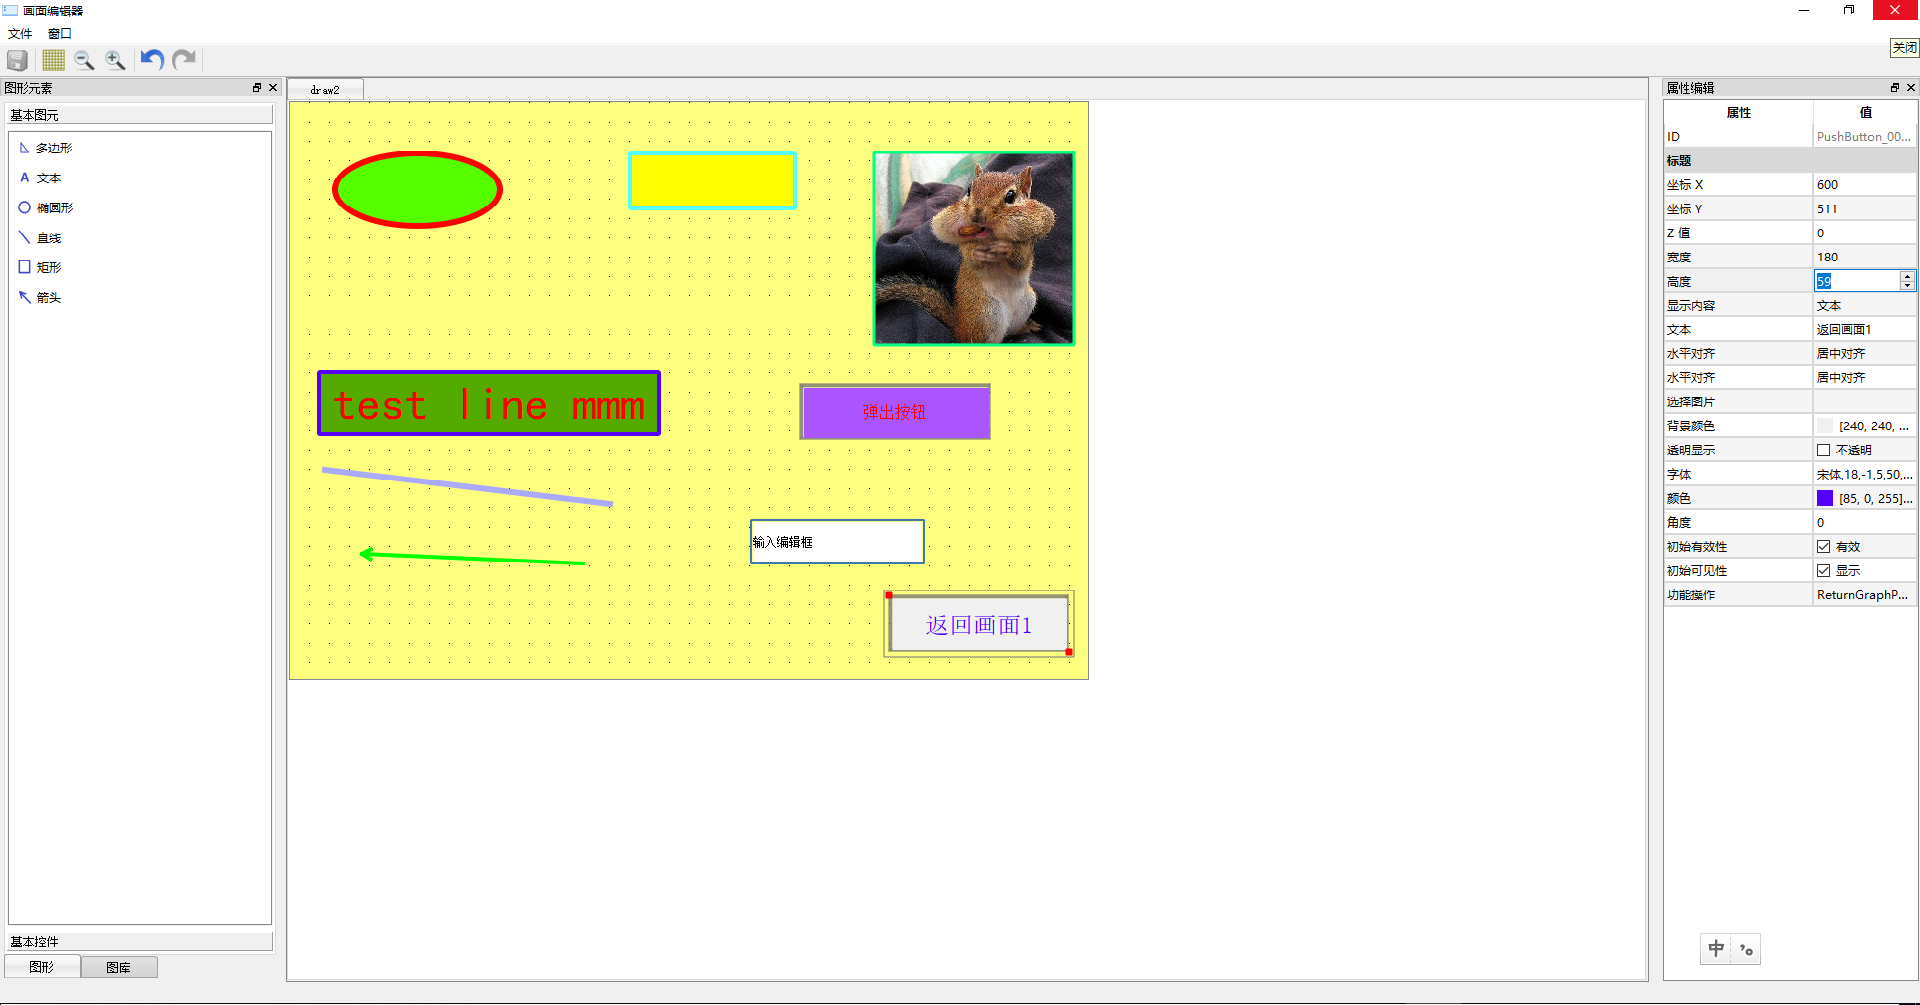 画面编辑器
文件 窗口
关闭
图形元素
基本图元
多边形
文本
椭圆形
直线
矩形
箭头
基本控件
图形 图库
draw2
test line mmm
弹出按钮
输入编辑框
返回画面1
属性编辑
属性 值
ID PushButton_00...
标题
坐标 X 600
坐标 Y 511
Z 值 0
宽度 180
高度 59
显示内容 文本
文本 返回画面1
水平对齐 居中对齐
水平对齐 居中对齐
选择图片
背景颜色 [240, 240, ...
透明显示 不透明
字体 宋体,18,-1,5,50,...
颜色 [85, 0, 255]...
角度 0
初始有效性 有效
初始可见性 显示
功能操作 ReturnGraphP...
中 ’。